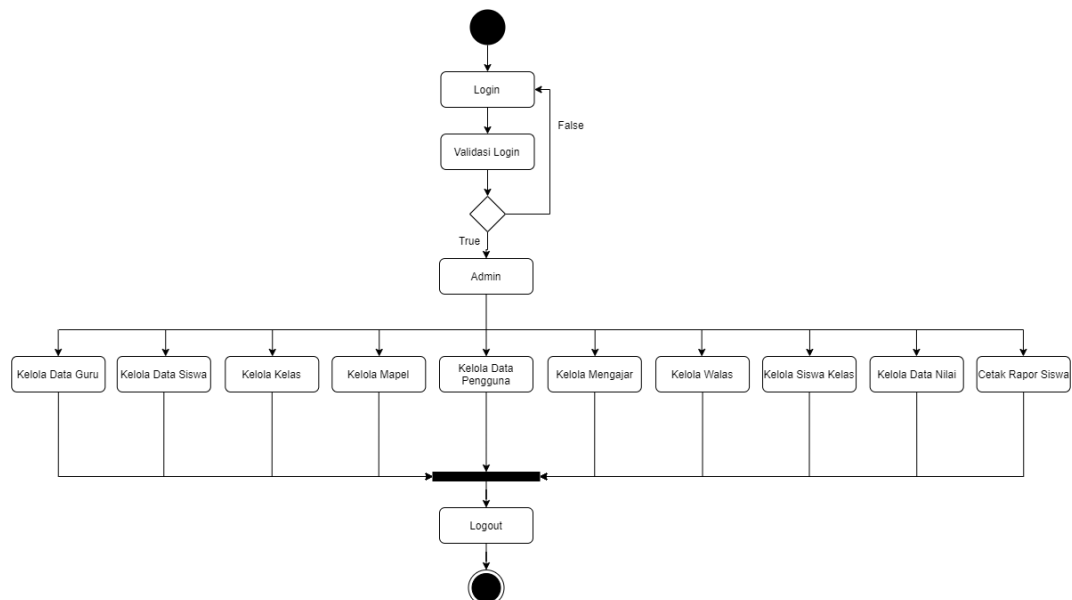 Login
False
Validasi Login
True
Admin
Kelola Data Guru
Kelola Data Siswa
Kelola Kelas
Kelola Mapel
Kelola Data
Pengguna
Kelola Mengajar
Kelola Walas
Kelola Siswa Kelas
Kelola Data Nilai
Cetak Rapor Siswa
Logout